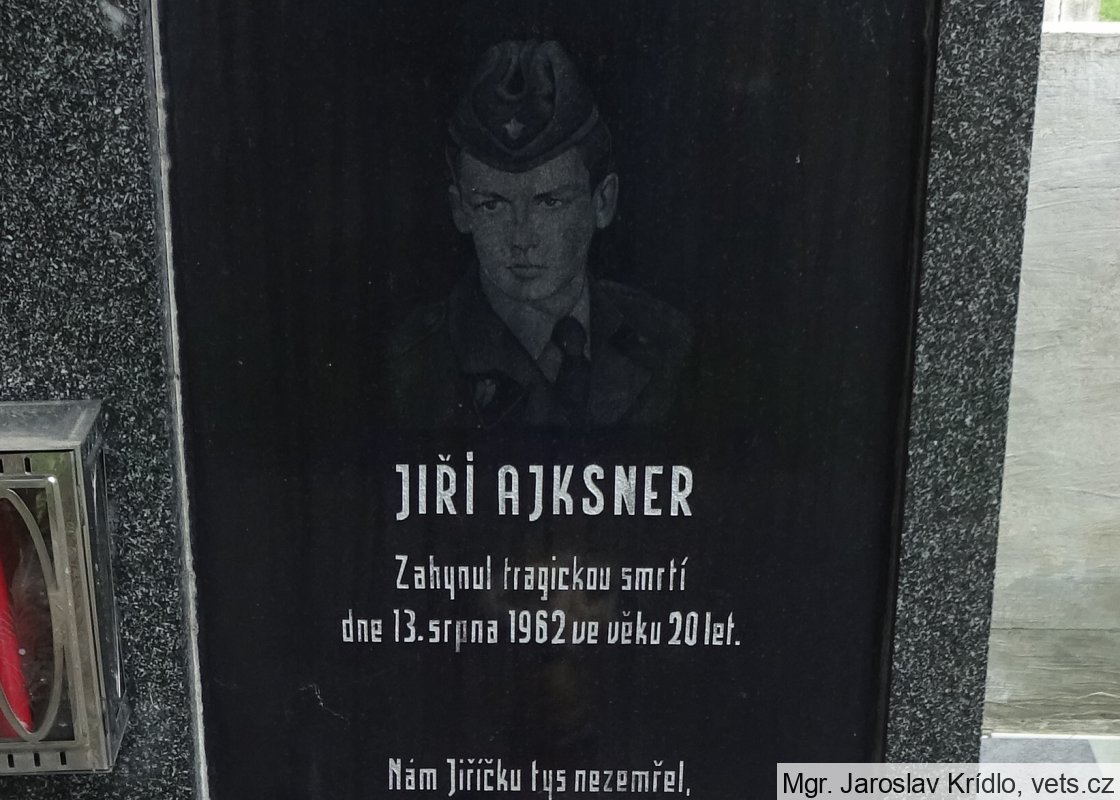 JIŘÍ AJKSNER
Zahynul tragickou smrtí
dne 13. srpna 1962 ve věku 20 let.
Nám Jiříčku tys nezemřel,
Mgr. Jaroslav Krídlo, vets.cz